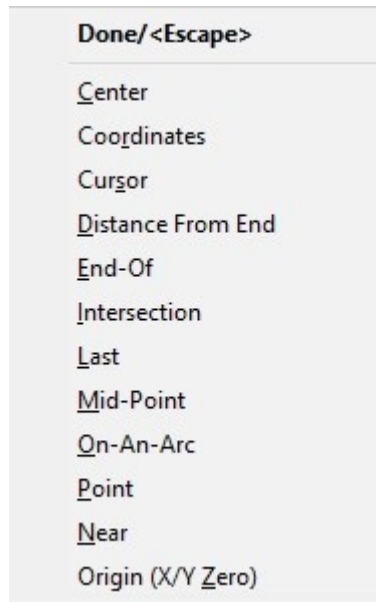 Done/<Escape>
Center
Coordinates
Cursor
Distance From End
End-Of
Intersection
Last
Mid-Point
On-An-Arc
Point
Near
Origin (X/Y Zero)